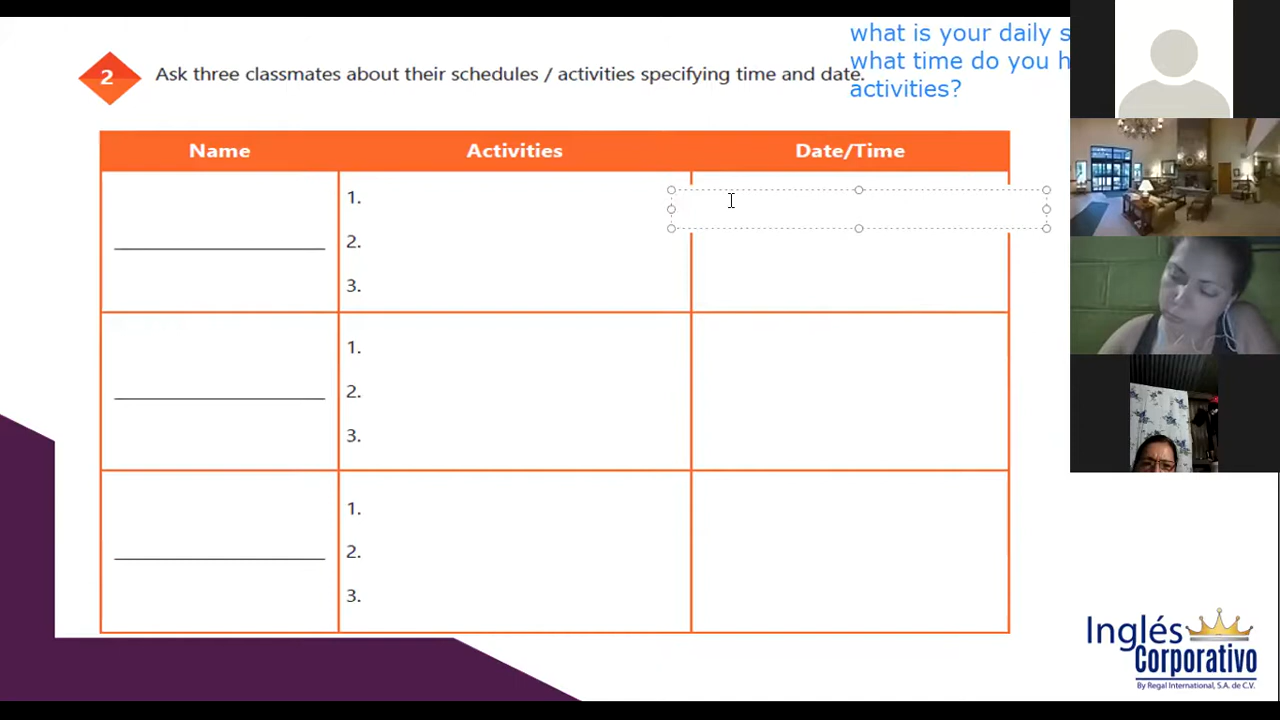 what is your daily
what time do you
activities?
2
Ask three classmates about their schedules / activities specifying time and date.
Name
Activities
Date/Time
1.
2.
3.
1.
2.
3.
1.
2.
3.
Inglés
Corporativo
By Regal International, S.A. de C.V.